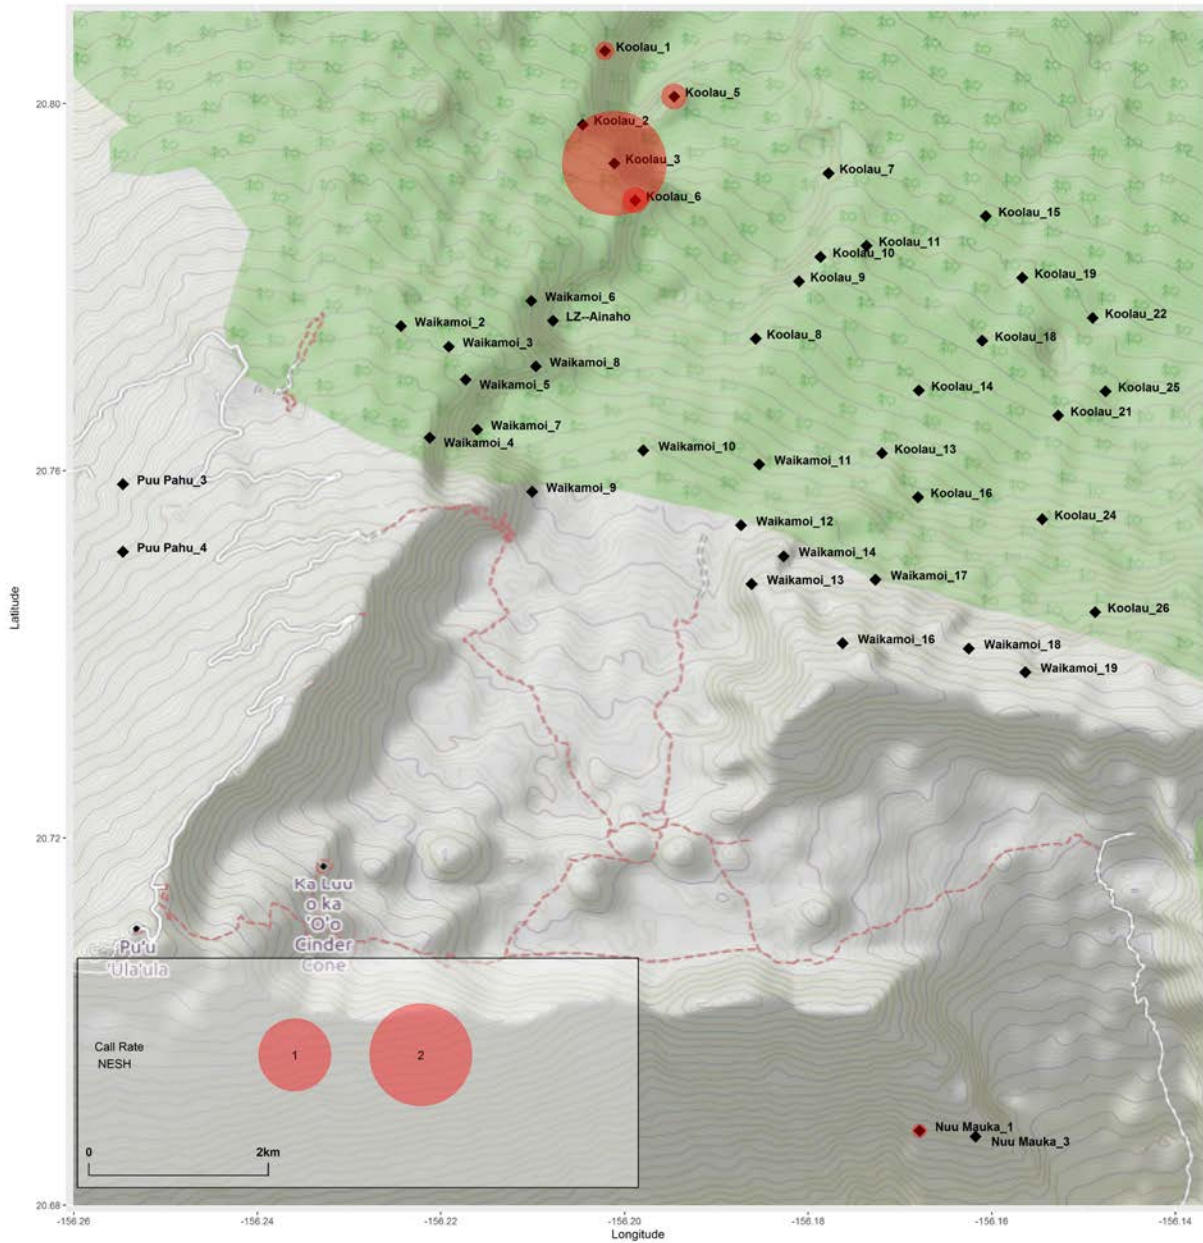 Koolau_1
20.80
Koolau_5
Koolau_2
Koolau_3
Koolau_7
Koolau_6
Koolau_15
Koolau_11
Koolau_10
Koolau_19
Koolau_9
Waikamoi_6
LZ--Ainaho
Koolau_22
Waikamoi_2
Koolau_8
Koolau_18
Waikamoi_3
Waikamoi_8
Waikamoi_5
Koolau_14
Koolau_25
Koolau_21
Waikamoi_7
Waikamoi_4
Waikamoi_10
Koolau_13
Waikamoi_11
20.76
Puu Pahu_3
Waikamoi_9
Koolau_16
Koolau_24
Waikamoi_12
Puu Pahu_4
Waikamoi_14
Waikamoi_13
Waikamoi_17
Latitude
Koolau_26
Waikamoi_16
Waikamoi_18
Waikamoi_19
20.72
Ka Luu
o ka
'O'o
Cinder
Cone
Pu'u
'Ula'ula
Call Rate
NESH
1
2
Nuu Mauka_1
Nuu Mauka_3
0
2km
20.68
-156.26
-156.24
-156.22
-156.20
-156.18
-156.16
-156.14
Longitude